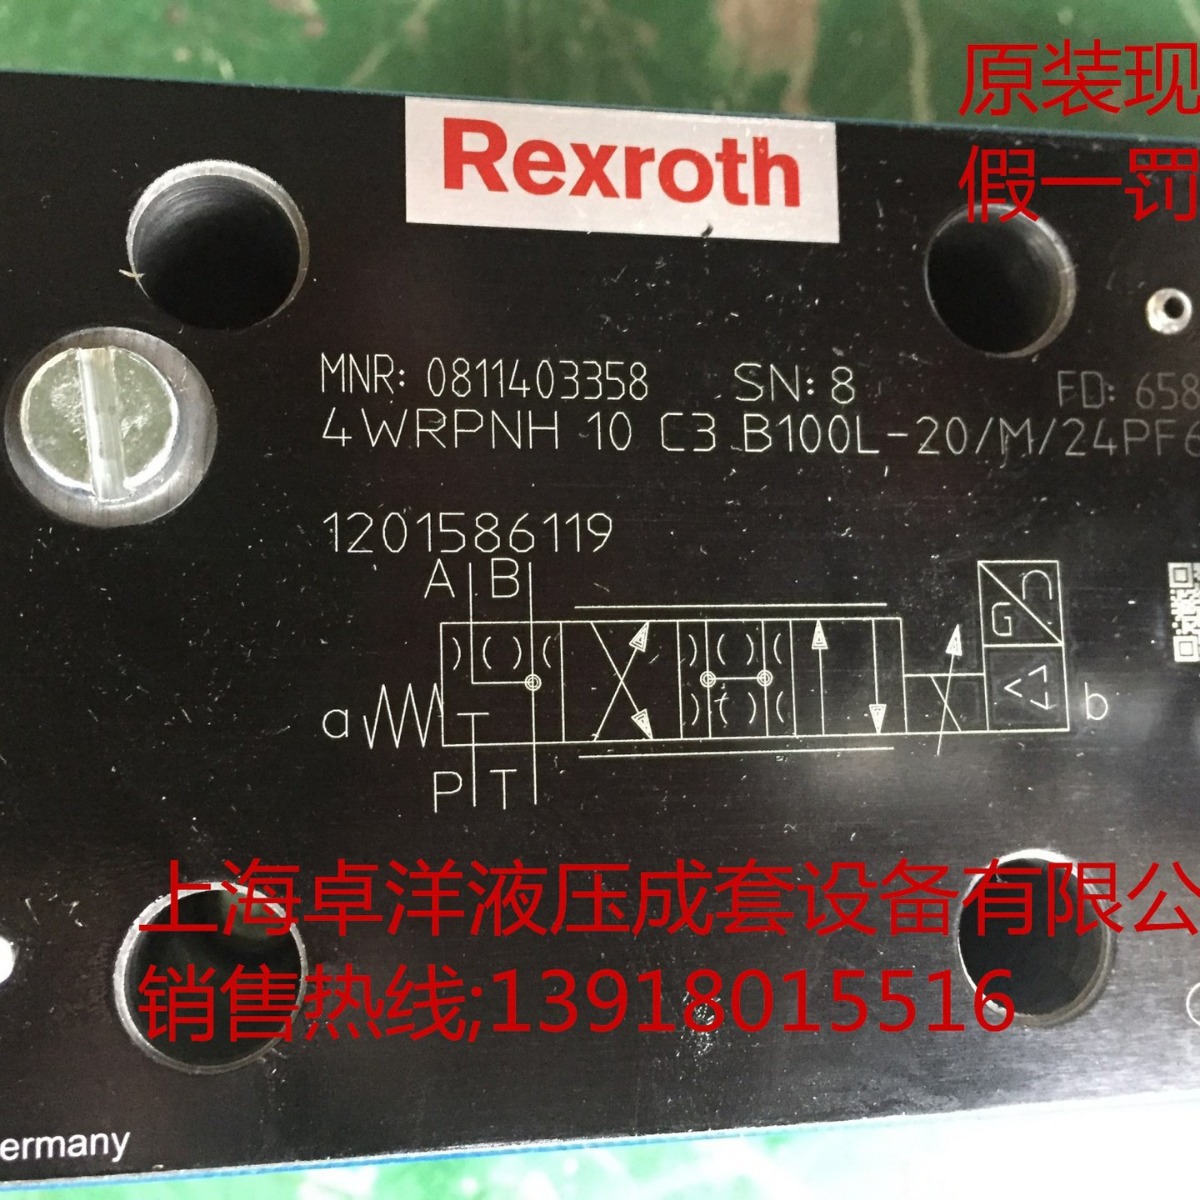 原装现
假一罚
Rexroth
MNR: 0811403358 SN: 8 FD: 658
4WRPNH 10 C3 B100L-20/M/24PF6
1201586119
A B
a b
P T
上海卓洋液压成套设备有限公
销售热线;13918015516
ermany